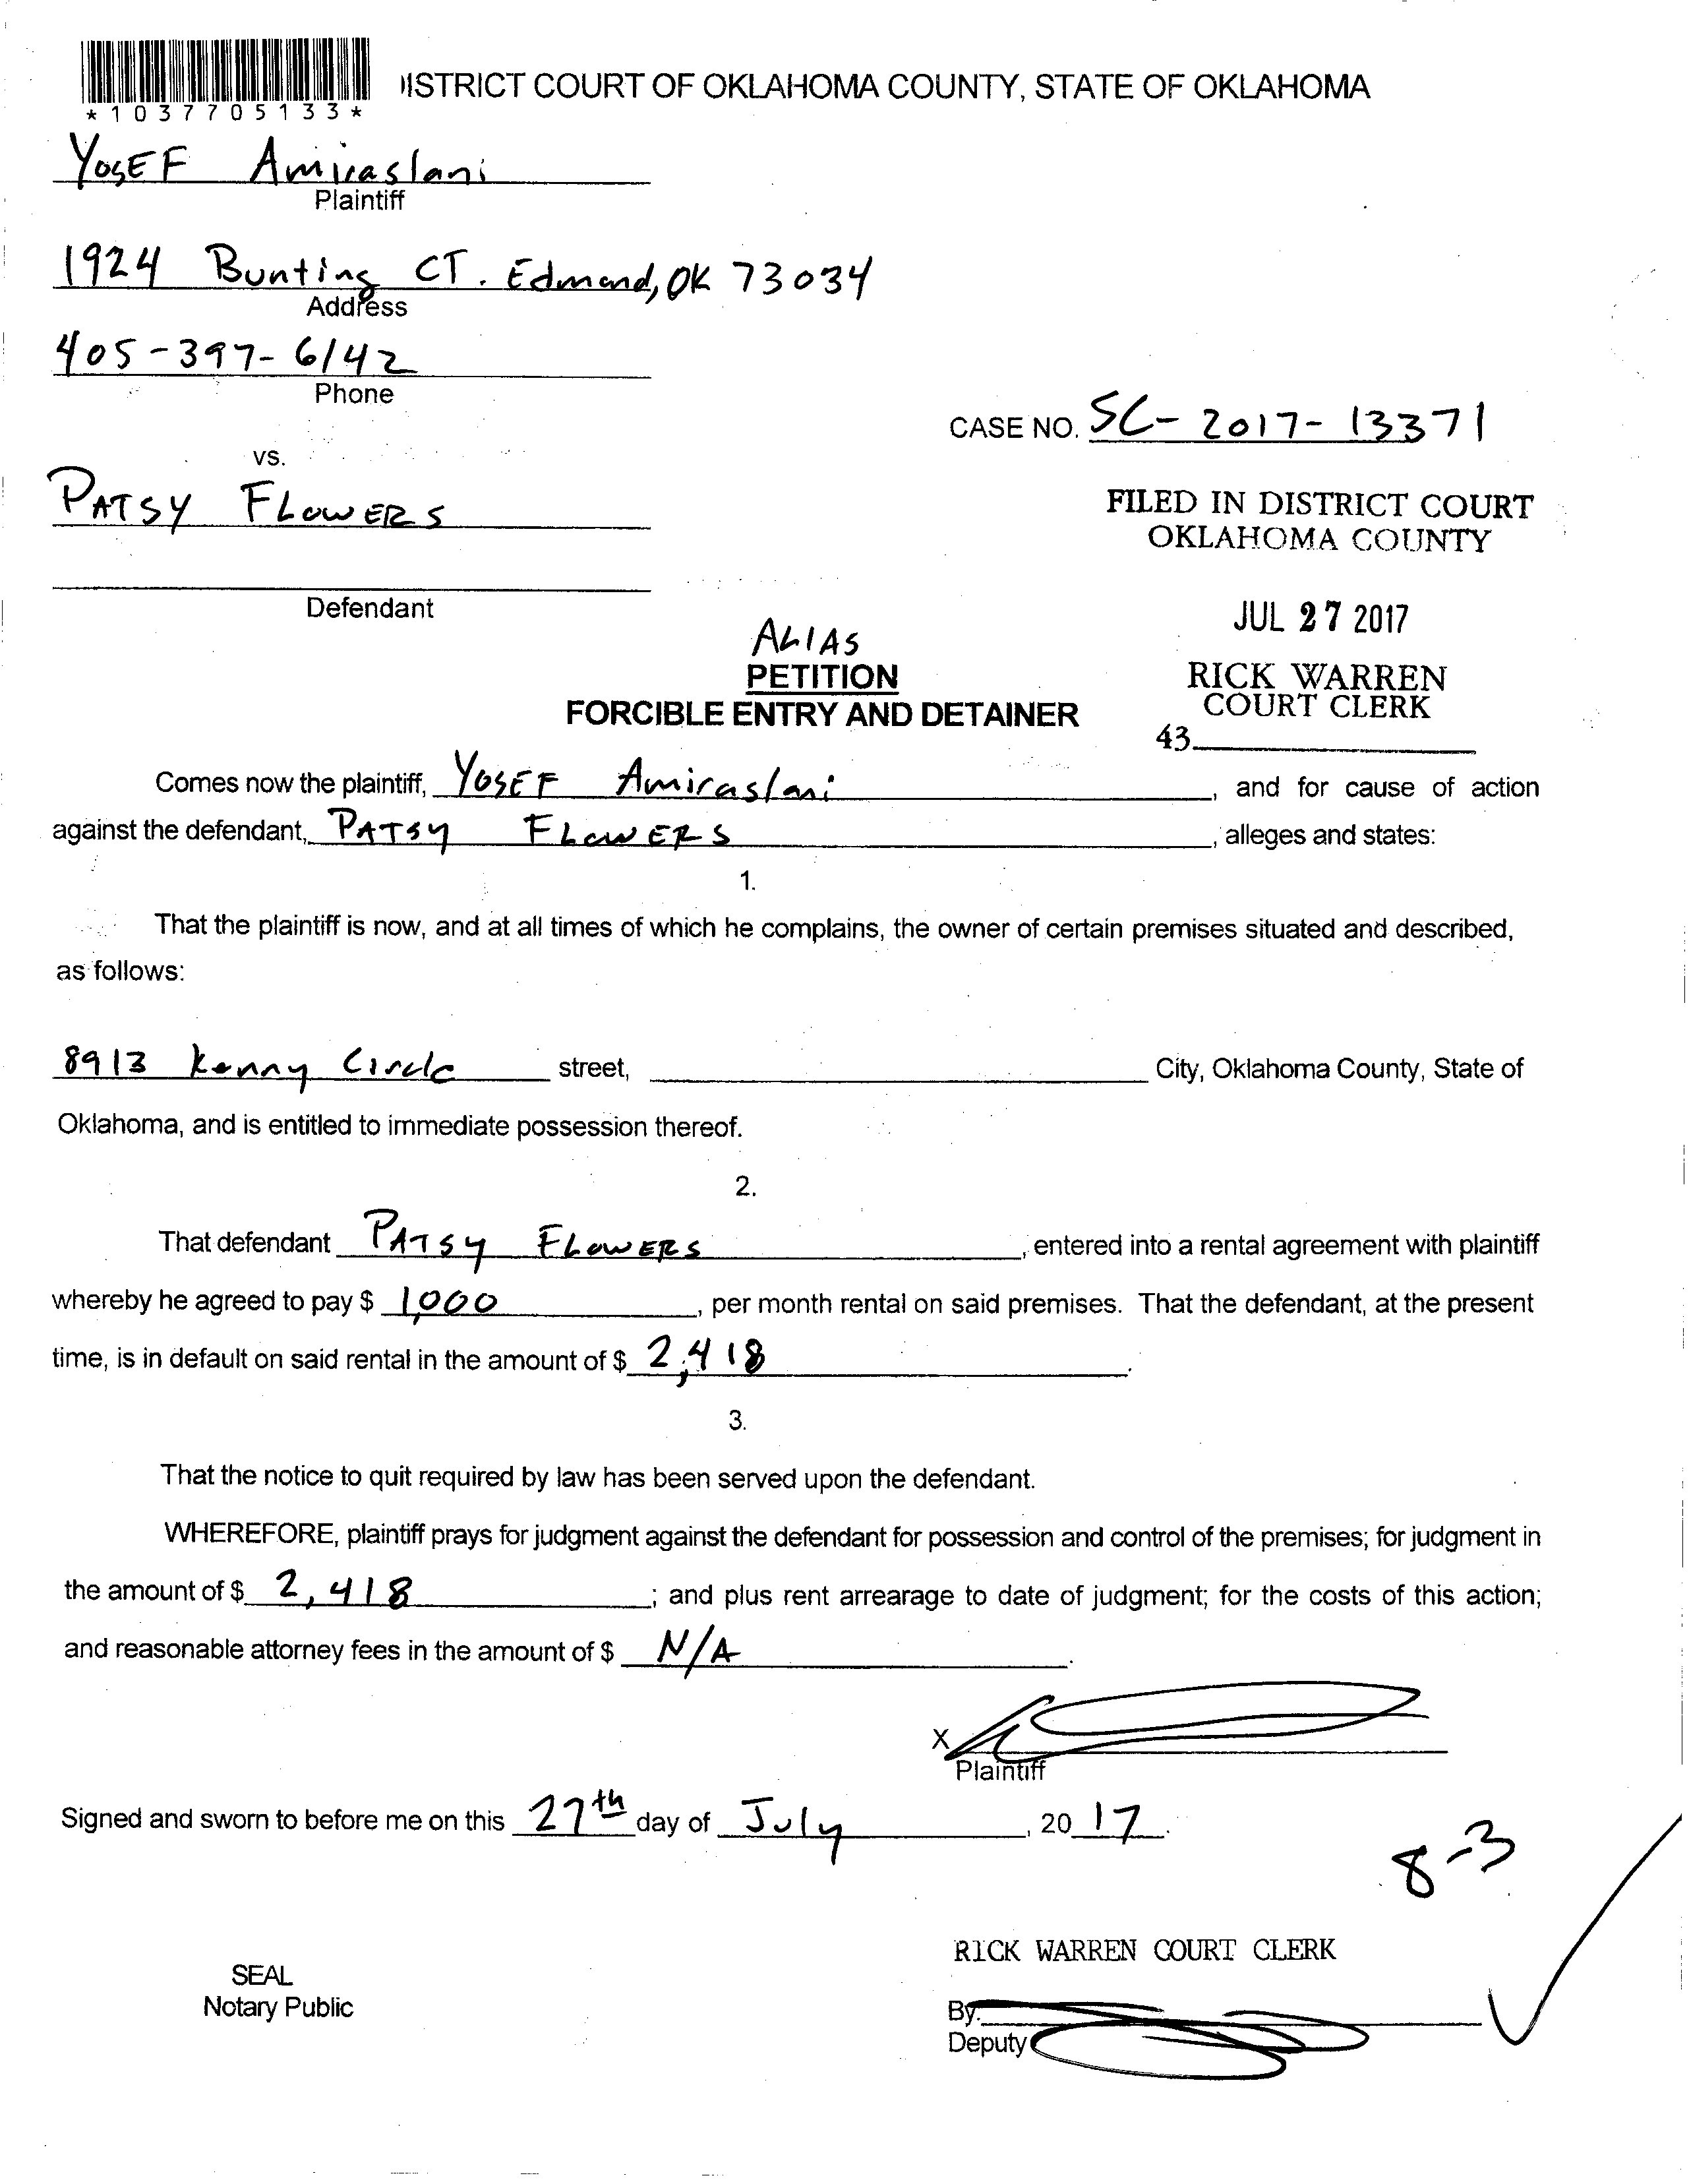 ISTRICT COURT OF OKLAHOMA COUNTY, STATE OF OKLAHOMA
*1037705133*
YOSEF Amiraslani
Plaintiff
1924 Bunting CT. Edmond, OK 73034
Address
405-397-6142
Phone
CASE NO. SC-2017-13371
vs.
PATSY FLOWERS
FILED IN DISTRICT COURT
OKLAHOMA COUNTY
Defendant
JUL 27 2017
ALIAS
PETITION
RICK WARREN
COURT CLERK
FORCIBLE ENTRY AND DETAINER
43
Comes now the plaintiff, YOSEF Amiraslani, and for cause of action
against the defendant, PATSY FLOWERS, alleges and states:
1.
That the plaintiff is now, and at all times of which he complains, the owner of certain premises situated and described,
as follows:
8913 Kenny Circle street, City, Oklahoma County, State of
Oklahoma, and is entitled to immediate possession thereof.
2.
That defendant PATSY FLOWERS, entered into a rental agreement with plaintiff
whereby he agreed to pay $ 1,000, per month rental on said premises. That the defendant, at the present
time, is in default on said rental in the amount of $ 2,418.
3.
That the notice to quit required by law has been served upon the defendant.
WHEREFORE, plaintiff prays for judgment against the defendant for possession and control of the premises; for judgment in
the amount of $ 2,418; and plus rent arrearage to date of judgment; for the costs of this action;
and reasonable attorney fees in the amount of $ N/A.
X
Plaintiff
Signed and sworn to before me on this 27th day of July, 2017.
8-3
RICK WARREN COURT CLERK
SEAL
Notary Public
By:
Deputy